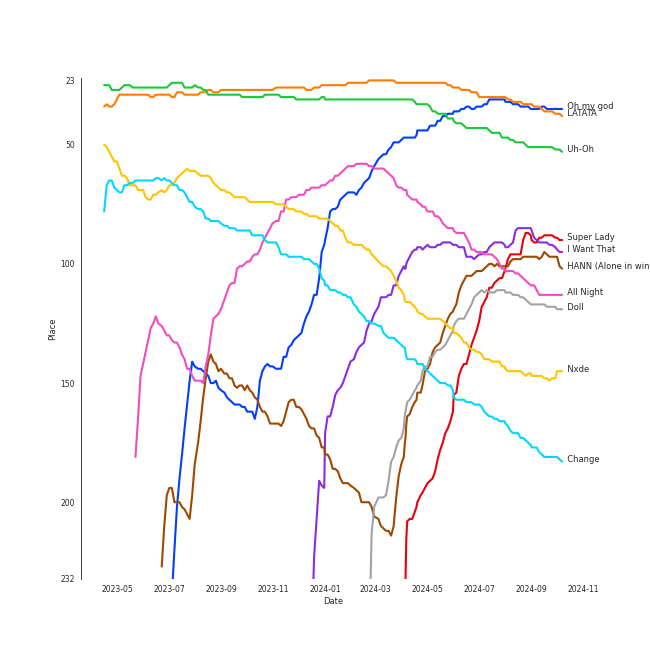 23
50
100
150
200
232
Place
2023-05
2023-07
2023-09
2023-11
2024-01
2024-03
2024-05
2024-07
2024-09
2024-11
Date
Oh my god
LATATA
Uh-Oh
Super Lady
I Want That
HANN (Alone in win
All Night
Doll
Nxde
Change